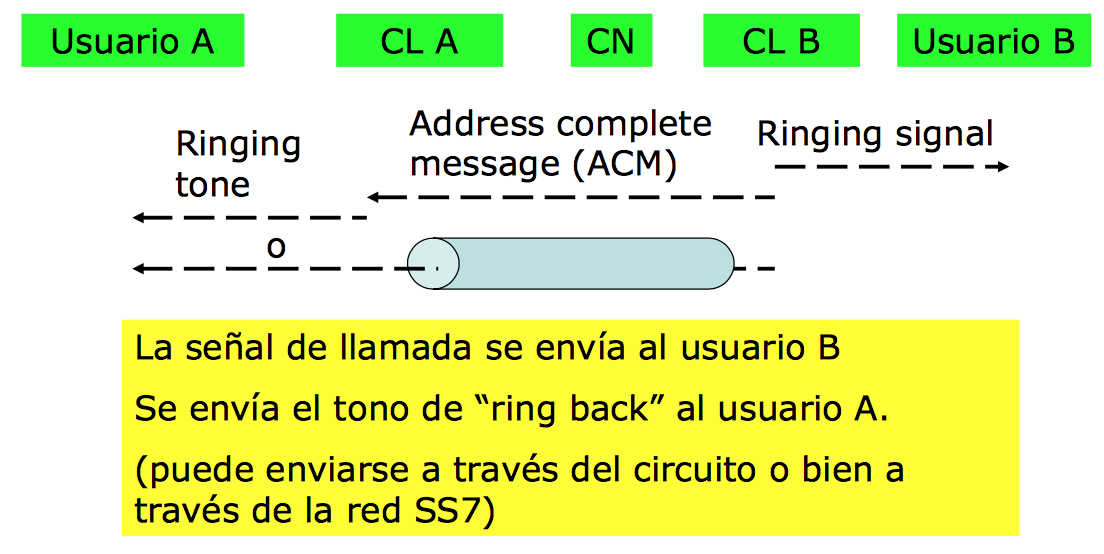 Usuario A
CL A
CN
CL B
Usuario B
Ringing
tone
Address complete
message (ACM)
Ringing signal
o
La señal de llamada se envía al usuario B
Se envía el tono de “ring back” al usuario A.
(puede enviarse a través del circuito o bien a
través de la red SS7)